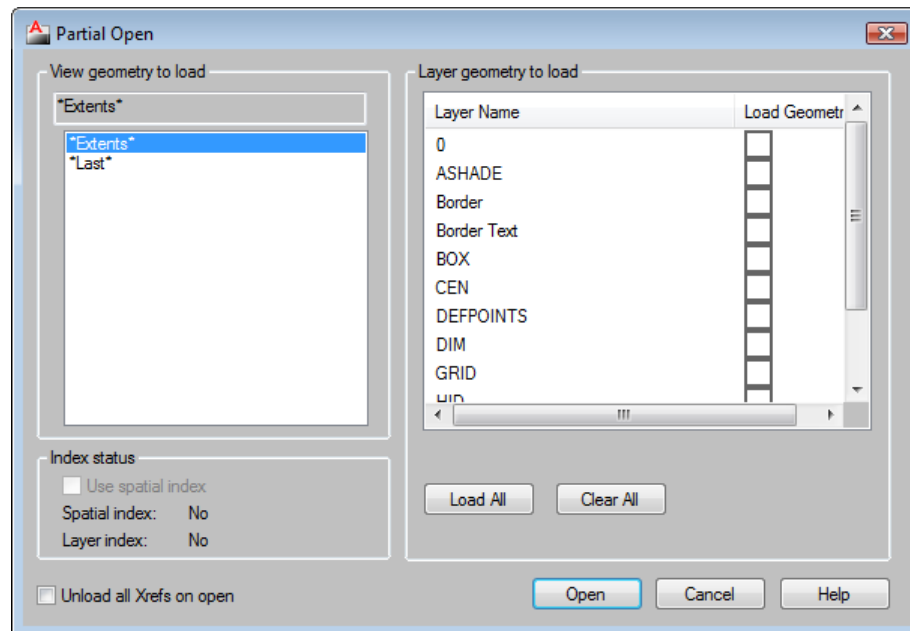 Partial Open
View geometry to load
*Extents*
*Extents*
*Last*
Index status
Use spatial index
Spatial index: No
Layer index: No
Unload all Xrefs on open
Layer geometry to load
Layer Name Load Geometr
0
ASHADE
Border
Border Text
BOX
CEN
DEFPOINTS
DIM
GRID
HID
Load All Clear All
Open Cancel Help